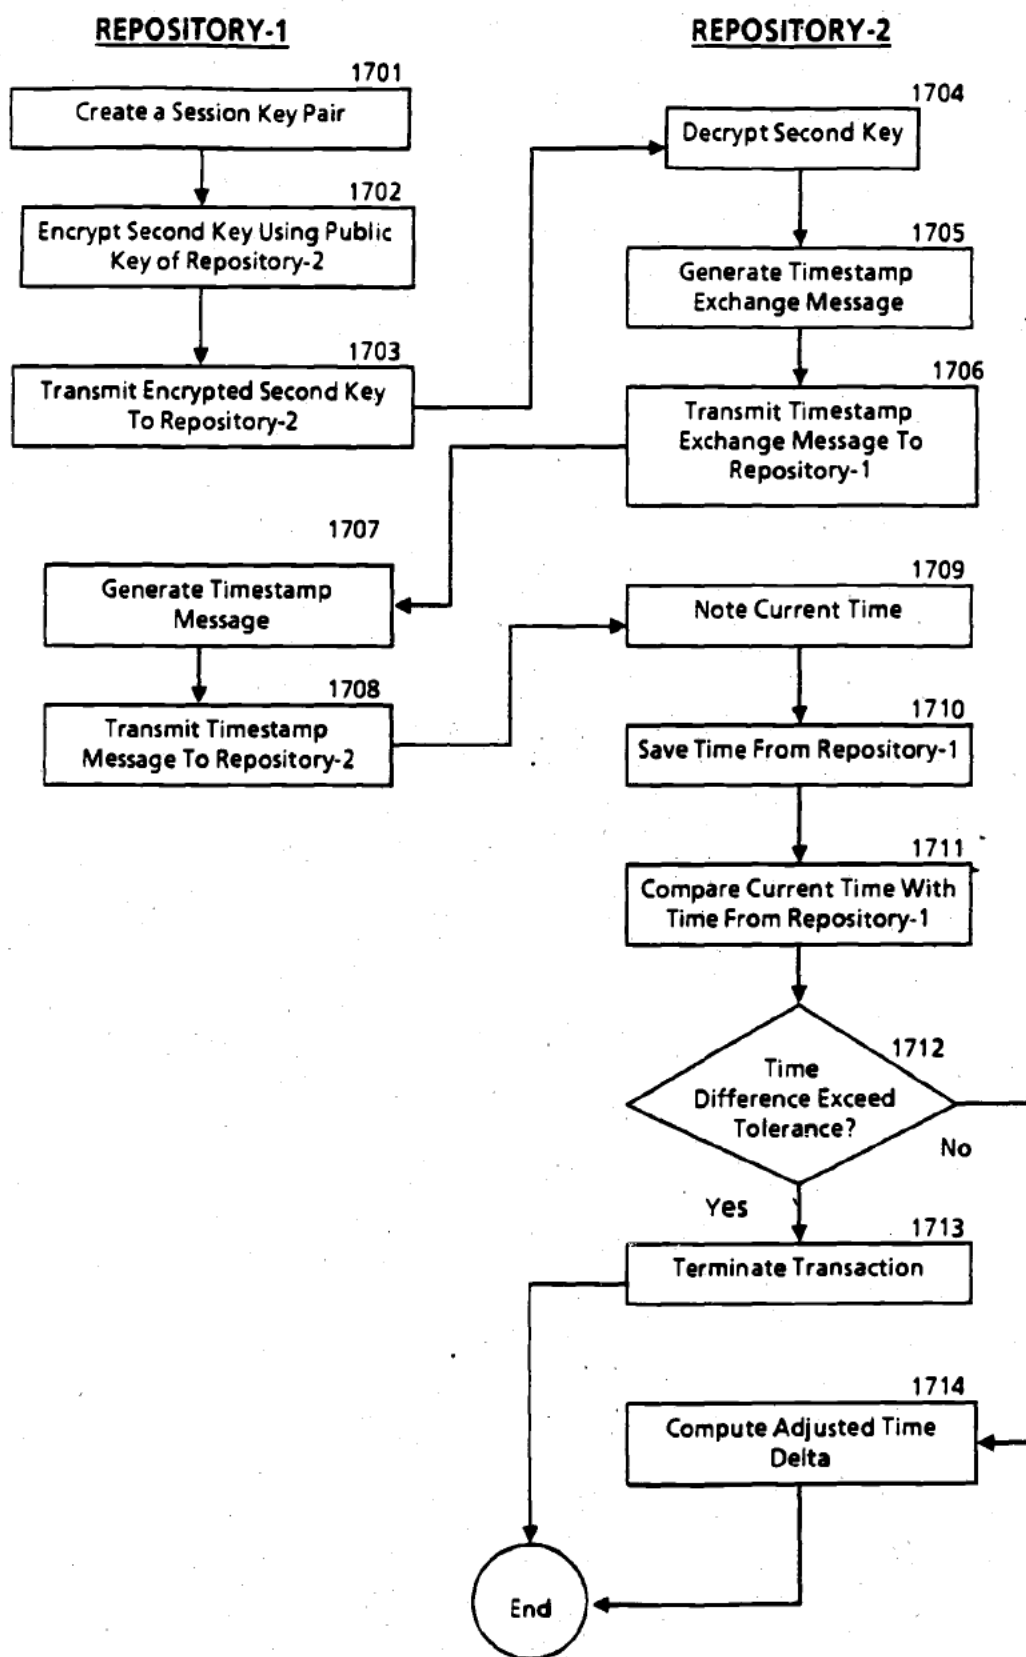 REPOSITORY-1
REPOSITORY-2
1701
Create a Session Key Pair
1702
Encrypt Second Key Using Public
Key of Repository-2
1703
Transmit Encrypted Second Key
To Repository-2
1704
Decrypt Second Key
1705
Generate Timestamp
Exchange Message
1706
Transmit Timestamp
Exchange Message To
Repository-1
1707
Generate Timestamp
Message
1708
Transmit Timestamp
Message To Repository-2
1709
Note Current Time
1710
Save Time From Repository-1
1711
Compare Current Time With
Time From Repository-1
1712
Time
Difference Exceed
Tolerance?
No
Yes
1713
Terminate Transaction
1714
Compute Adjusted Time
Delta
End